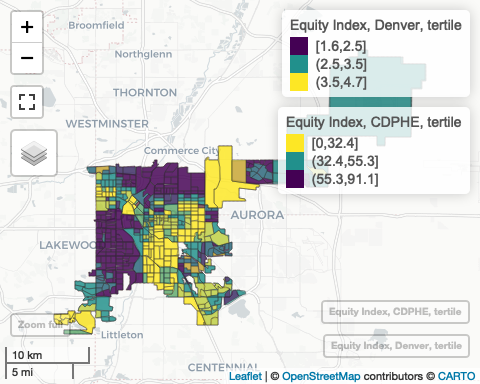 +
−
Broomfield
Northglenn
THORNTON
WESTMINSTER
Commerce City
AURORA
LAKEWOOD
Littleton
CENTENNIAL
Equity Index, Denver, tertile
[1.6,2.5]
(2.5,3.5]
(3.5,4.7]
Equity Index, CDPHE, tertile
[0,32.4]
(32.4,55.3]
(55.3,91.1]
Zoom full
Equity Index, CDPHE, tertile
Equity Index, Denver, tertile
10 km
5 mi
Leaflet | © OpenStreetMap contributors © CARTO